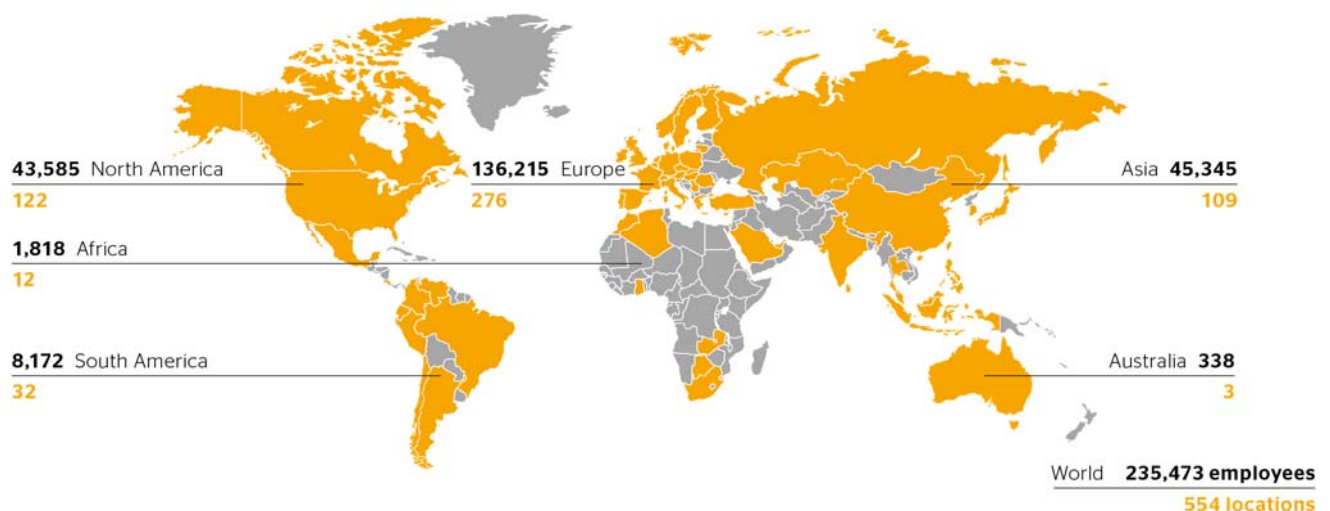 43,585 North America
122
136,215 Europe
276
Asia 45,345
109
1,818 Africa
12
8,172 South America
32
Australia 338
3
World 235,473 employees
554 locations